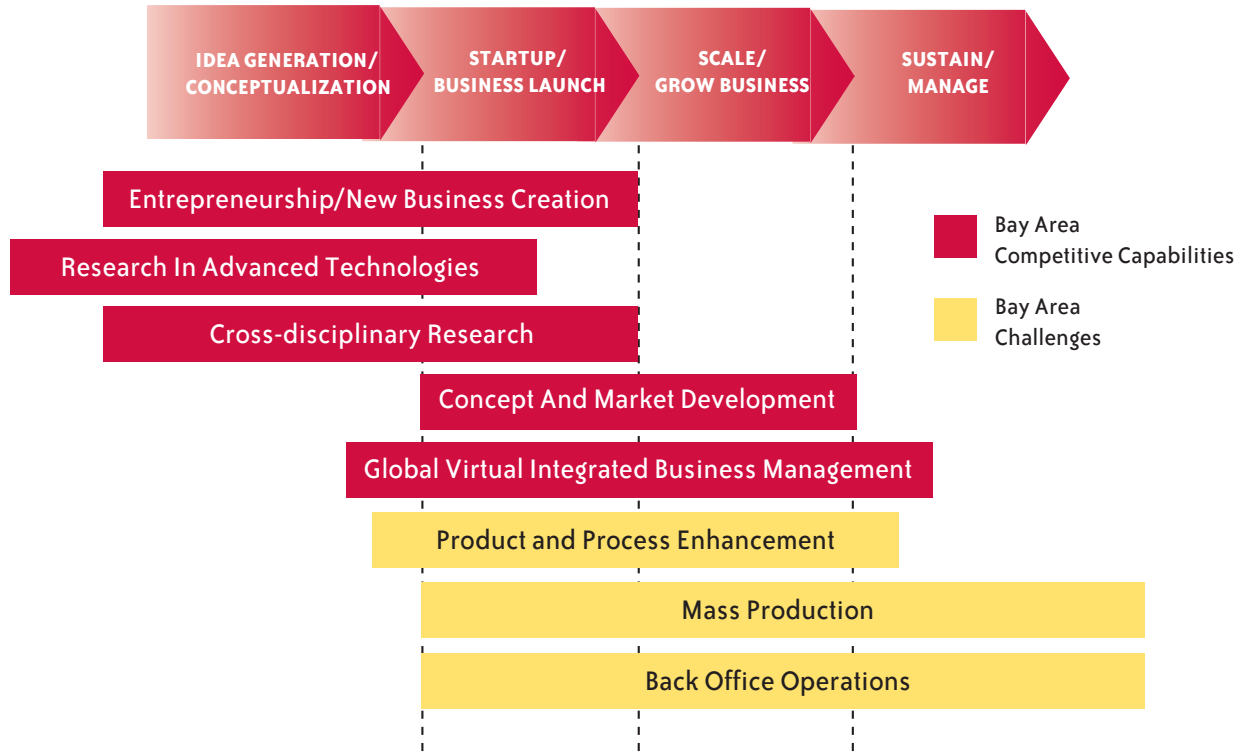 IDEA GENERATION/
CONCEPTUALIZATION
STARTUP/
BUSINESS LAUNCH
SCALE/
GROW BUSINESS
SUSTAIN/
MANAGE
Entrepreneurship/New Business Creation
Research In Advanced Technologies
Cross-disciplinary Research
Concept And Market Development
Global Virtual Integrated Business Management
Product and Process Enhancement
Mass Production
Back Office Operations
Bay Area
Competitive Capabilities
Bay Area
Challenges